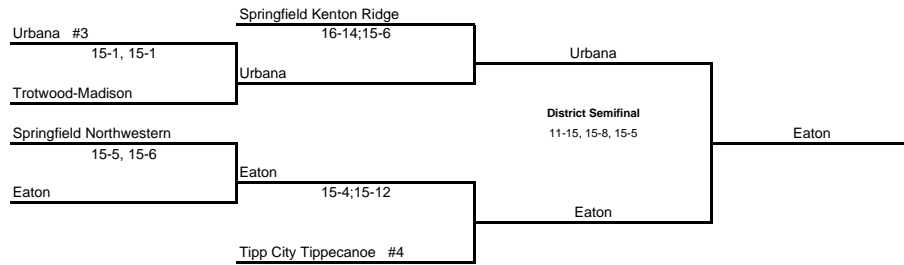 Springfield Kenton Ridge
Urbana #3
16-14;15-6
15-1, 15-1
Urbana
Urbana
Trotwood-Madison
District Semifinal
Springfield Northwestern
11-15, 15-8, 15-5
Eaton
15-5, 15-6
Eaton
Eaton
15-4;15-12
Eaton
Tipp City Tippecanoe #4